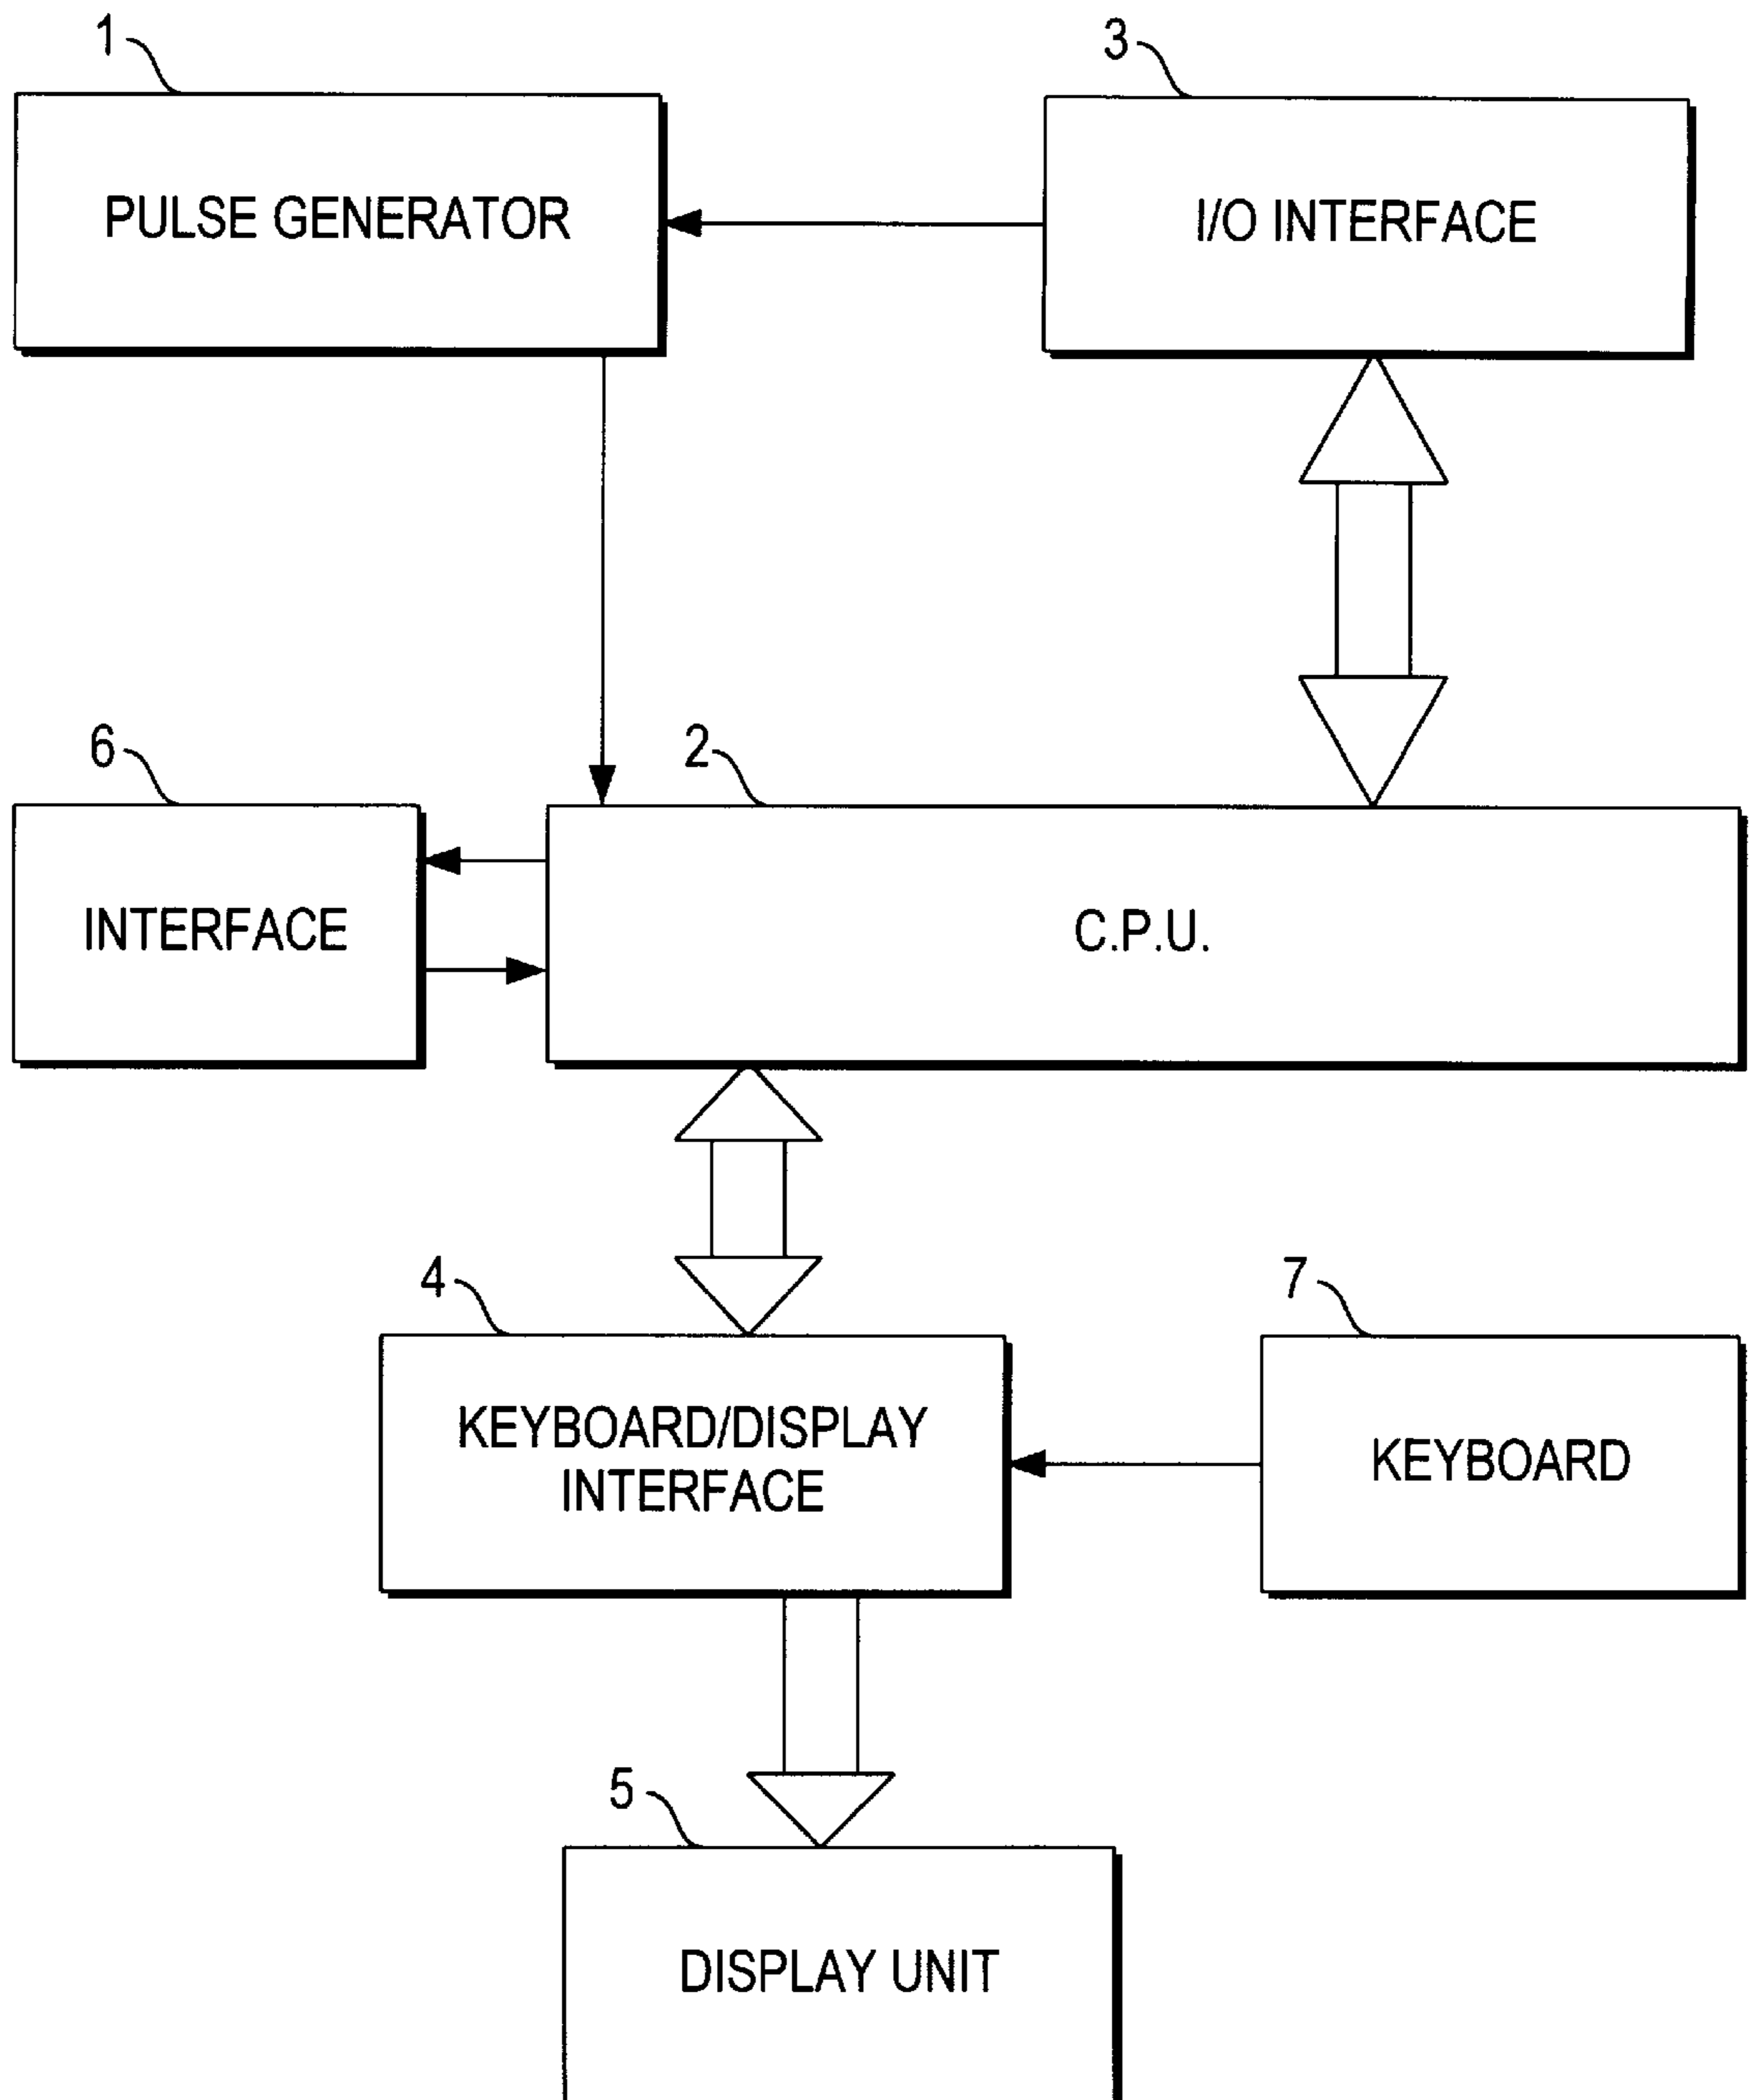 1
3
PULSE GENERATOR
I/O INTERFACE
6
2
INTERFACE
C.P.U.
4
7
KEYBOARD/DISPLAY
INTERFACE
KEYBOARD
5
DISPLAY UNIT